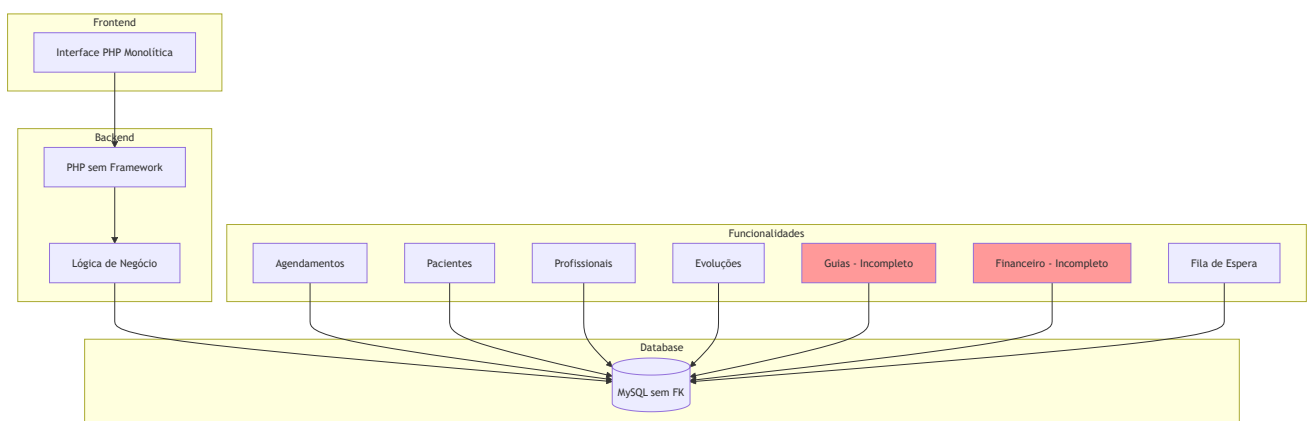 Frontend
Interface PHP Monolítica
Backend
PHP sem Framework
Lógica de Negócio
Funcionalidades
Agendamentos
Pacientes
Profissionais
Evoluções
Guias - Incompleto
Financeiro - Incompleto
Fila de Espera
Database
MySQL sem FK